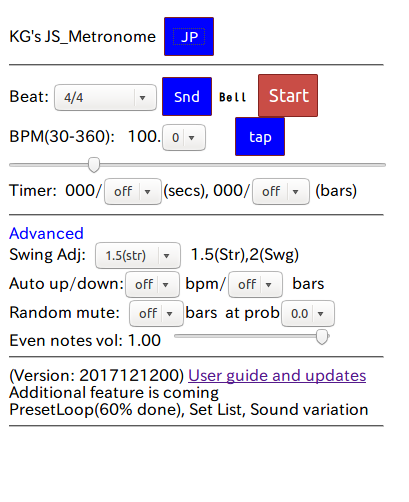 KG's JS_Metronome JP
Beat: 4/4 Snd Bell Start
BPM(30-360): 100. 0 tap
Timer: 000/ off (secs), 000/ off (bars)
Advanced
Swing Adj: 1.5(str) 1.5(Str),2(Swg)
Auto up/down: off bpm/ off bars
Random mute: off bars at prob 0.0
Even notes vol: 1.00
(Version: 2017121200) User guide and updates
Additional feature is coming
PresetLoop(60% done), Set List, Sound variation